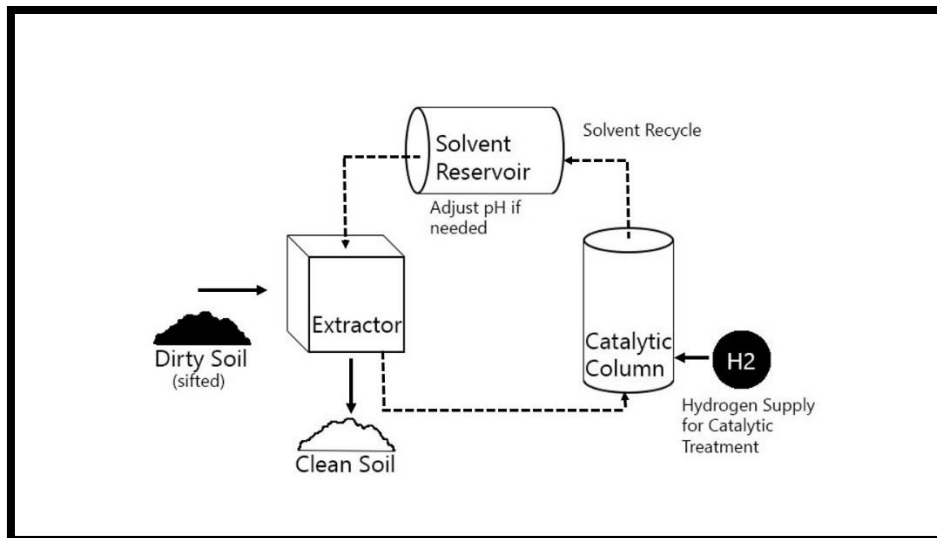 Solvent Recycle
Solvent
Reservoir
Adjust pH if
needed
Extractor
Dirty Soil
(sifted)
Clean Soil
Catalytic
Column
H2
Hydrogen Supply
for Catalytic
Treatment